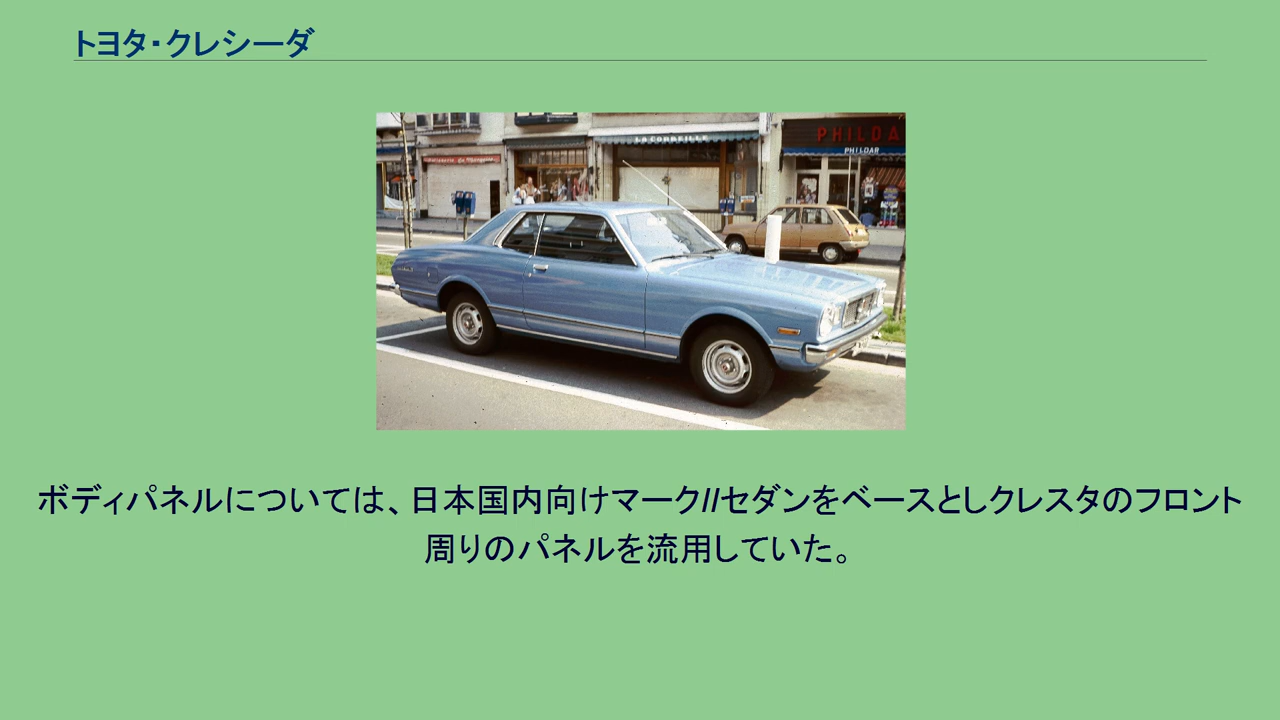 トヨタ・クレシーダ
LA CORBEILLE
PHILDA
PHILDAR
ボディパネルについては、日本国内向けマーク//セダンをベースとしクレスタのフロント
周りのパネルを流用していた。